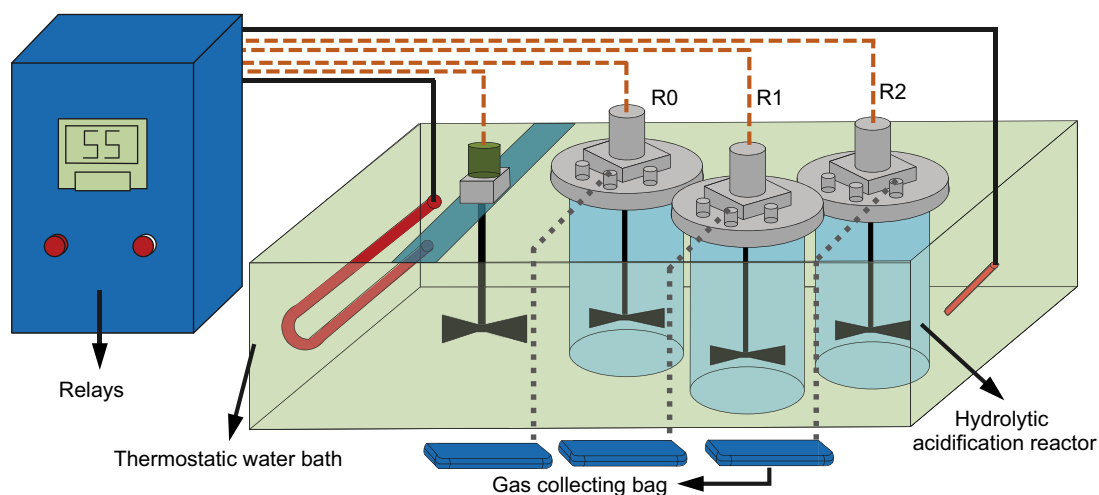 R0
R1
R2
55
Relays
Thermostatic water bath
Hydrolytic
acidification reactor
Gas collecting bag